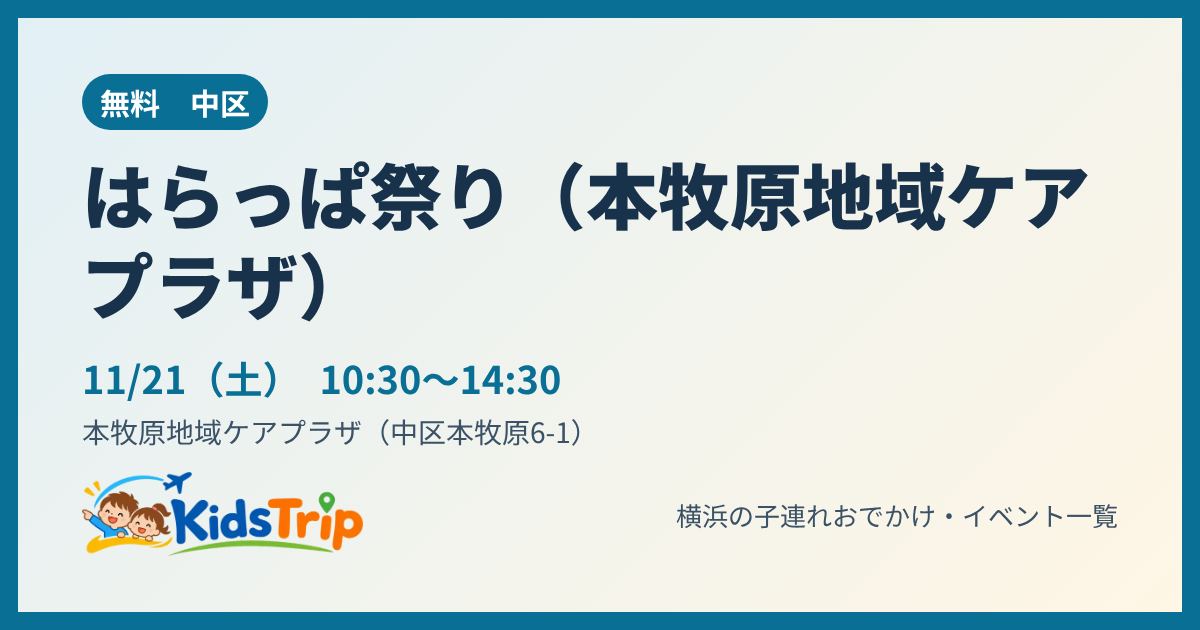 無料　中区
はらっぱ祭り（本牧原地域ケア
プラザ）
11/21（土）　10:30〜14:30
本牧原地域ケアプラザ（中区本牧原6-1）
KidsTrip
横浜の子連れおでかけ・イベント一覧